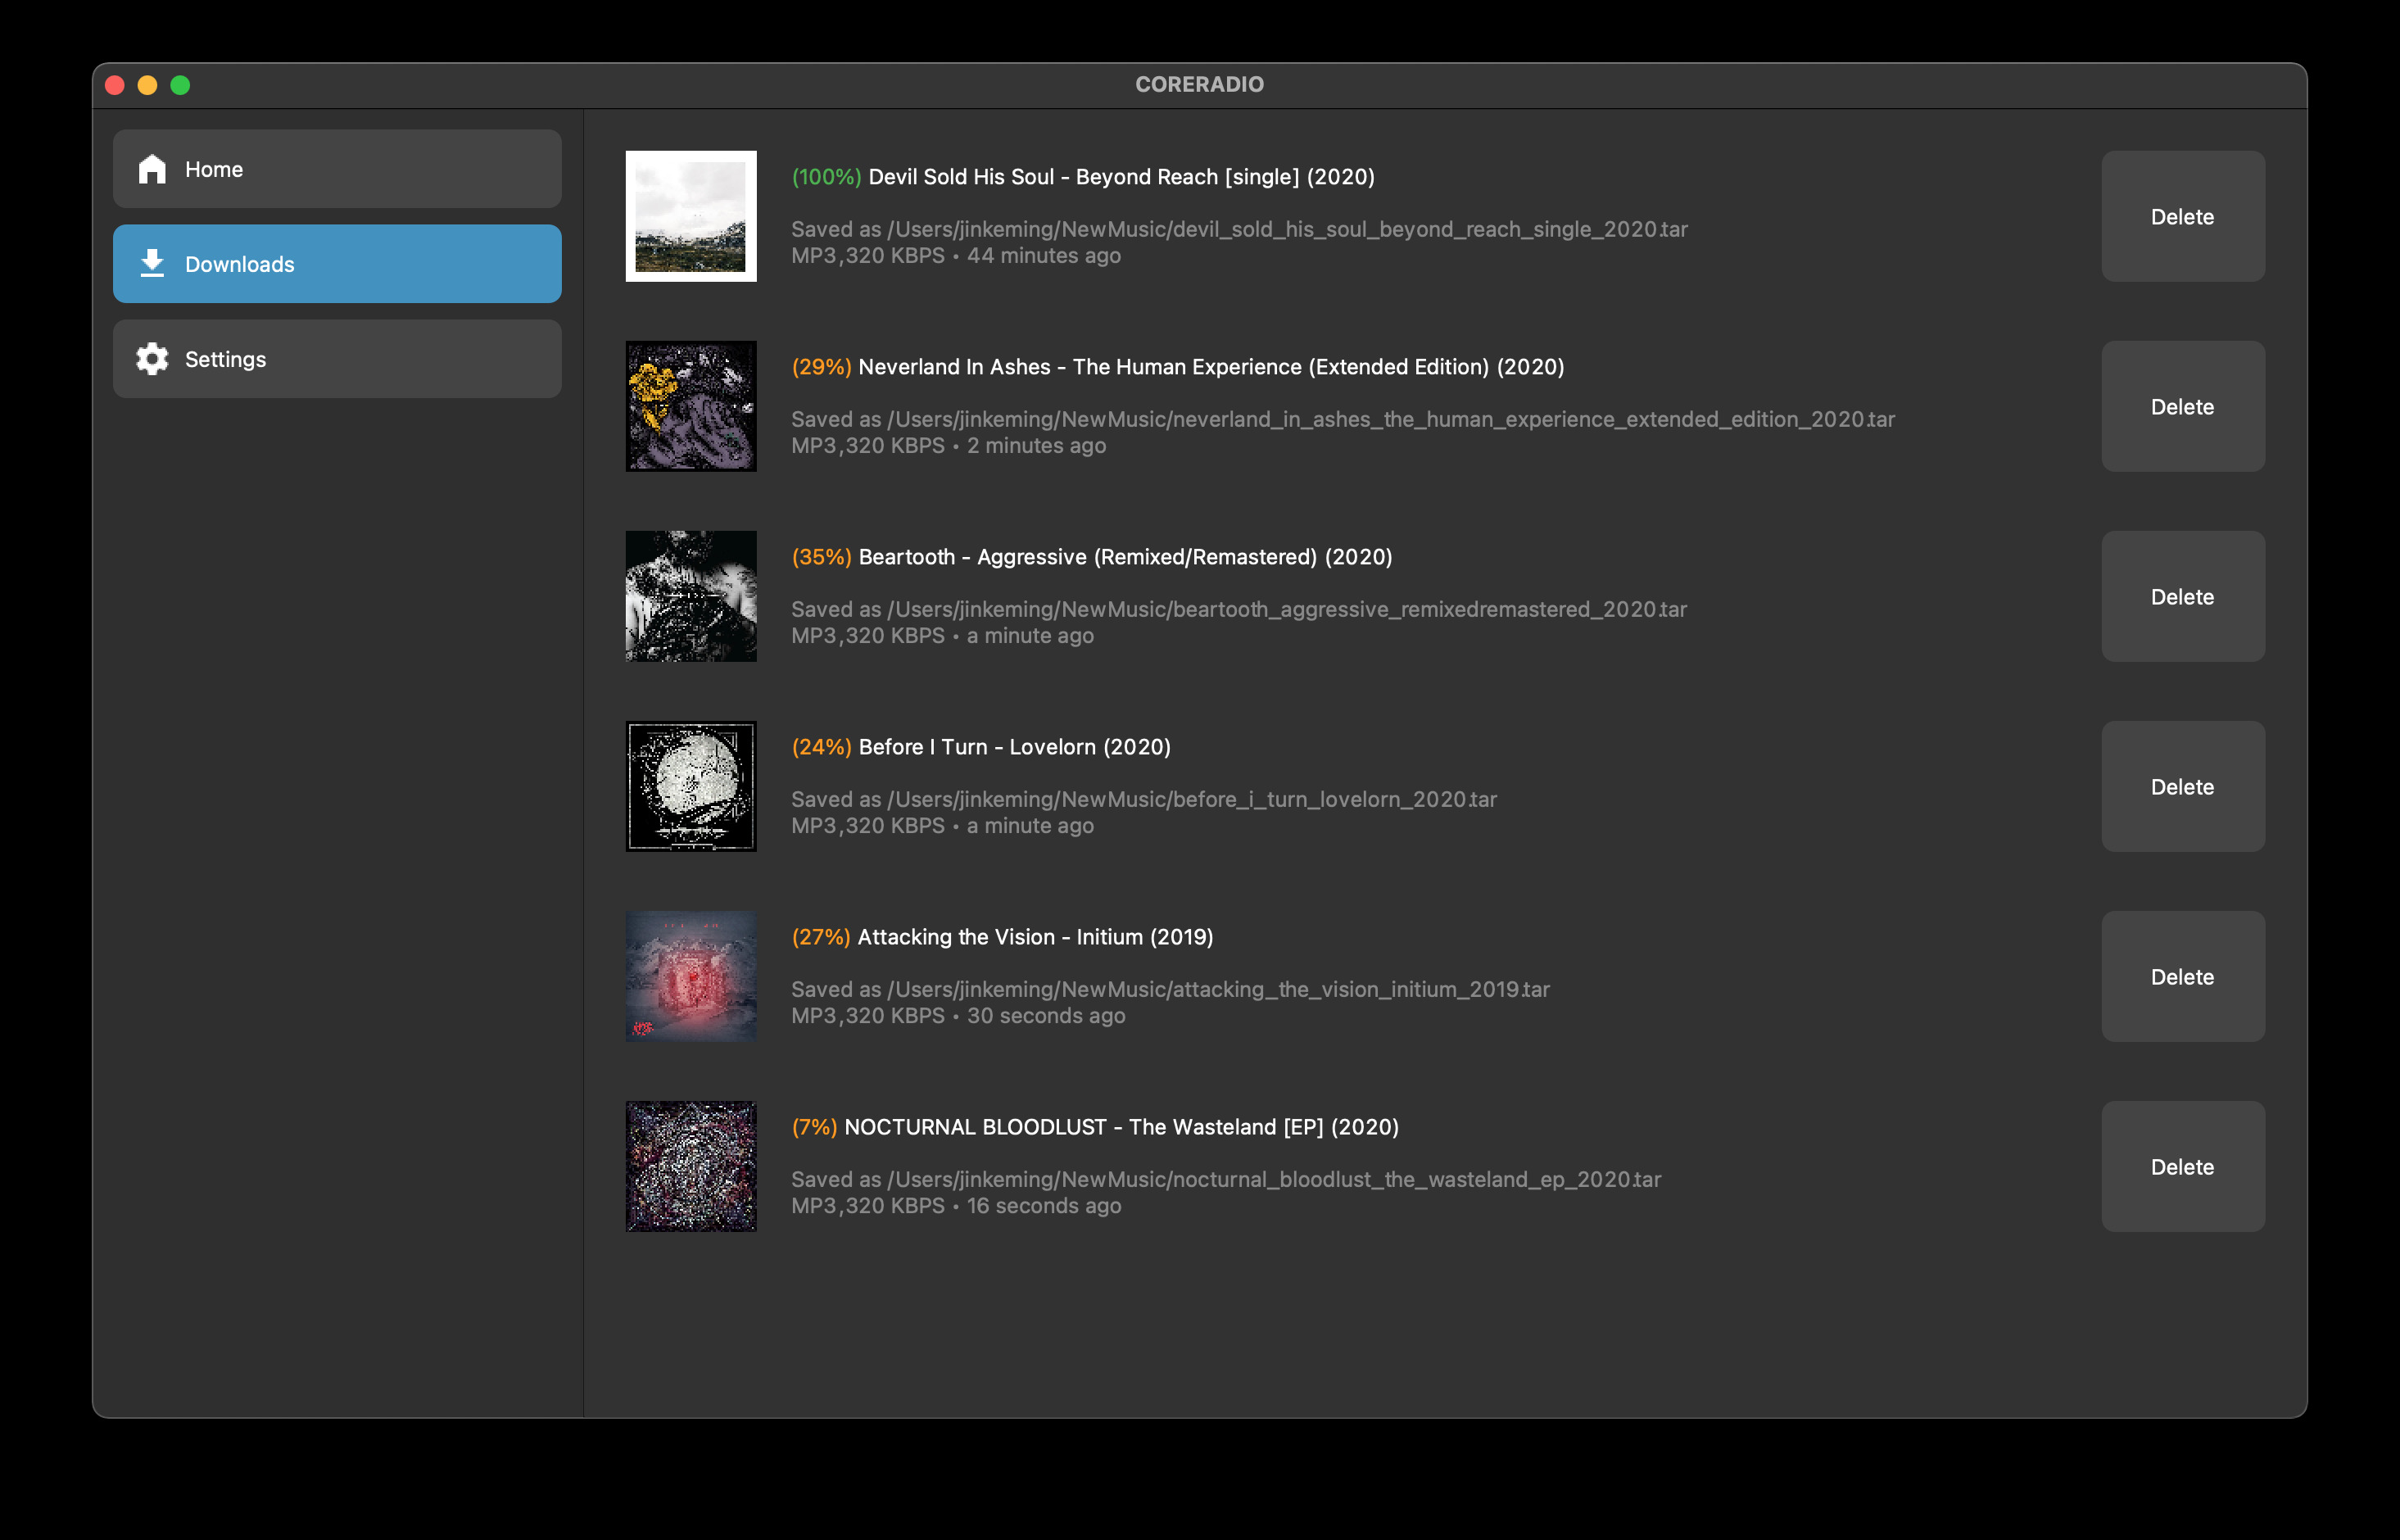 CORERADIO
Home
Downloads
Settings
(100%) Devil Sold His Soul - Beyond Reach [single] (2020)
Saved as /Users/jinkeming/NewMusic/devil_sold_his_soul_beyond_reach_single_2020.tar
MP3,320 KBPS • 44 minutes ago
Delete
(29%) Neverland In Ashes - The Human Experience (Extended Edition) (2020)
Saved as /Users/jinkeming/NewMusic/neverland_in_ashes_the_human_experience_extended_edition_2020.tar
MP3,320 KBPS • 2 minutes ago
Delete
(35%) Beartooth - Aggressive (Remixed/Remastered) (2020)
Saved as /Users/jinkeming/NewMusic/beartooth_aggressive_remixedremastered_2020.tar
MP3,320 KBPS • a minute ago
Delete
(24%) Before I Turn - Lovelorn (2020)
Saved as /Users/jinkeming/NewMusic/before_i_turn_lovelorn_2020.tar
MP3,320 KBPS • a minute ago
Delete
(27%) Attacking the Vision - Initium (2019)
Saved as /Users/jinkeming/NewMusic/attacking_the_vision_initium_2019.tar
MP3,320 KBPS • 30 seconds ago
Delete
(7%) NOCTURNAL BLOODLUST - The Wasteland [EP] (2020)
Saved as /Users/jinkeming/NewMusic/nocturnal_bloodlust_the_wasteland_ep_2020.tar
MP3,320 KBPS • 16 seconds ago
Delete